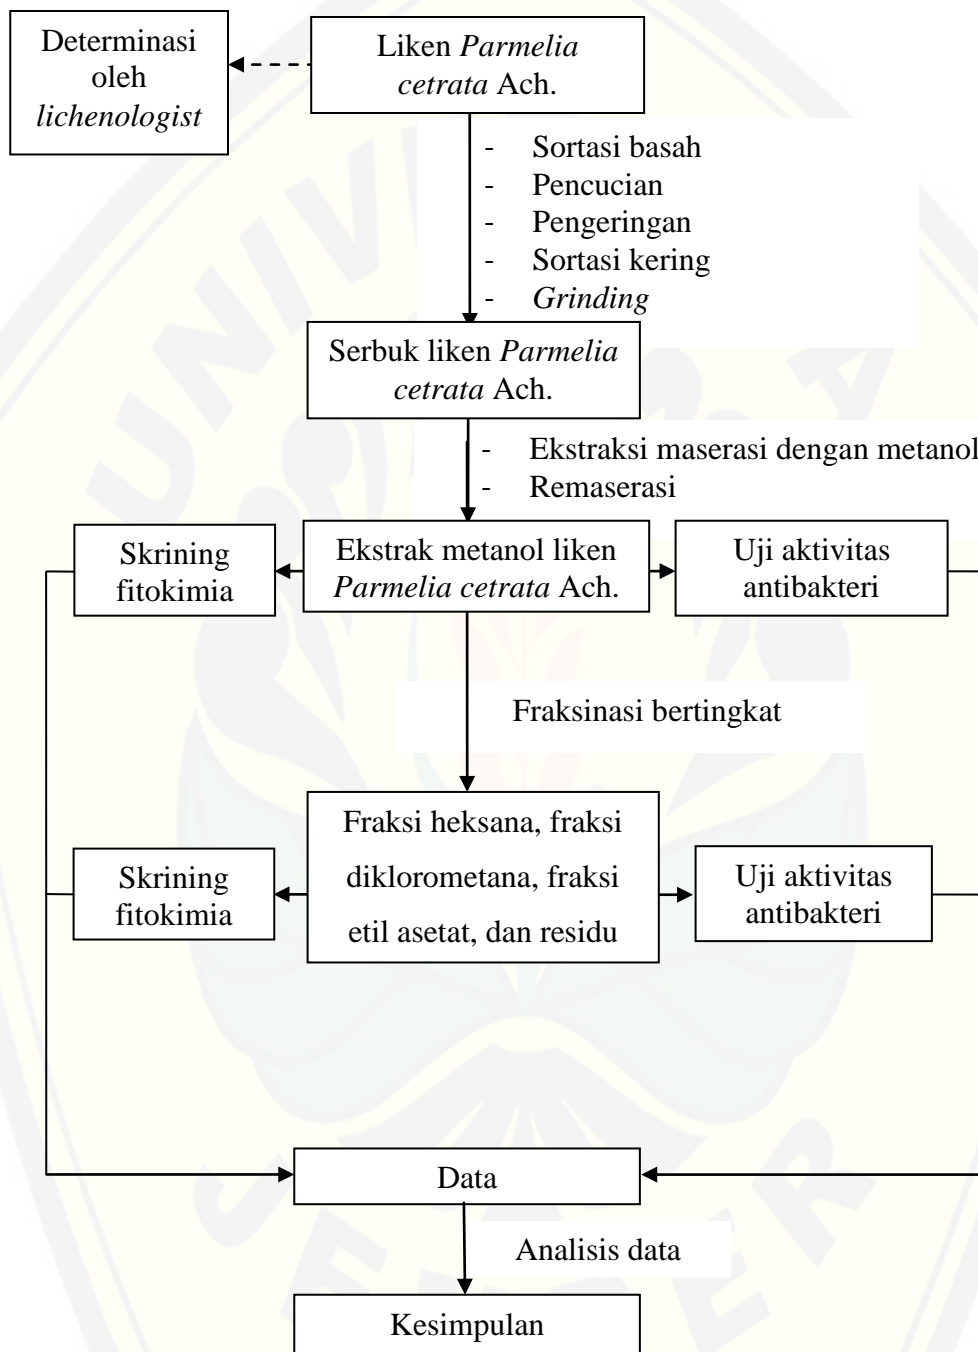 Determinasi
oleh
lichenologist
Liken Parmelia
cetrata Ach.
- Sortasi basah
- Pencucian
- Pengeringan
- Sortasi kering
- Grinding
Serbuk liken Parmelia
cetrata Ach.
- Ekstraksi maserasi dengan metanol
- Remaserasi
Skrining
fitokimia
Ekstrak metanol liken
Parmelia cetrata Ach.
Uji aktivitas
antibakteri
Fraksinasi bertingkat
Skrining
fitokimia
Fraksi heksana, fraksi
diklorometana, fraksi
etil asetat, dan residu
Uji aktivitas
antibakteri
Data
Analisis data
Kesimpulan